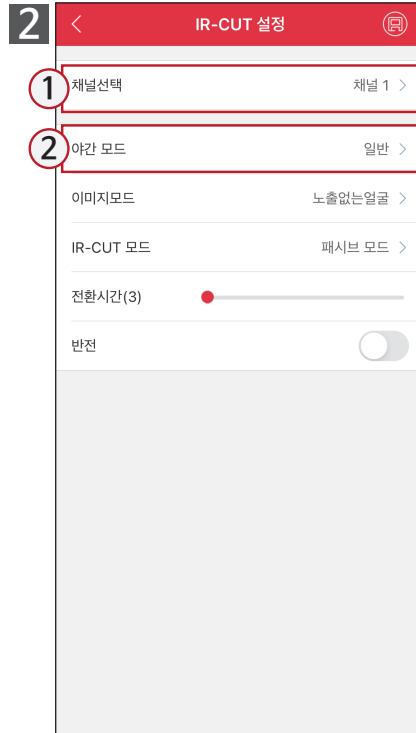 2
IR-CUT 설정
1 채널선택 채널 1
2 야간 모드 일반
이미지모드 노출없는얼굴
IR-CUT 모드 패시브 모드
전환시간(3)
반전